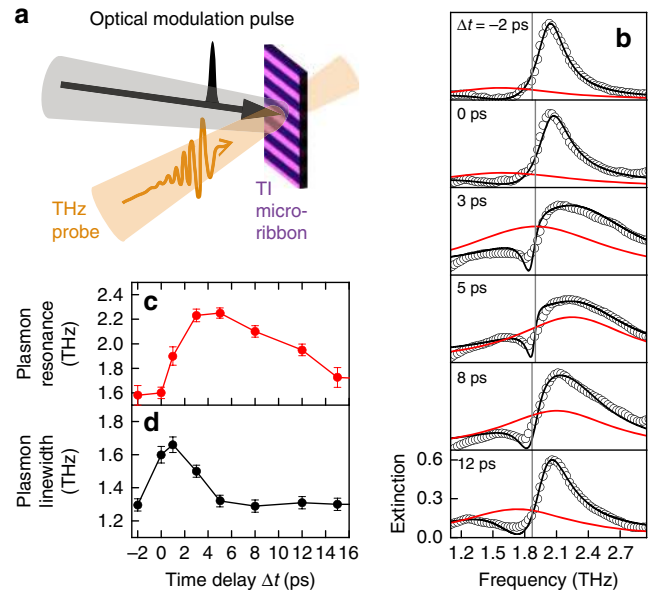 a
Optical modulation pulse
THz
probe
TI
micro-
ribbon
b
Δt = −2 ps
0 ps
3 ps
5 ps
8 ps
12 ps
Extinction
0.6
0.3
0.0
1.2 1.5 1.8 2.1 2.4 2.7
Frequency (THz)
c
Plasmon
resonance
(THz)
2.4
2.2
2.0
1.8
1.6
d
Plasmon
linewidth
(THz)
1.8
1.6
1.4
1.2
−2 0 2 4 6 8 10 12 14 16
Time delay Δt (ps)